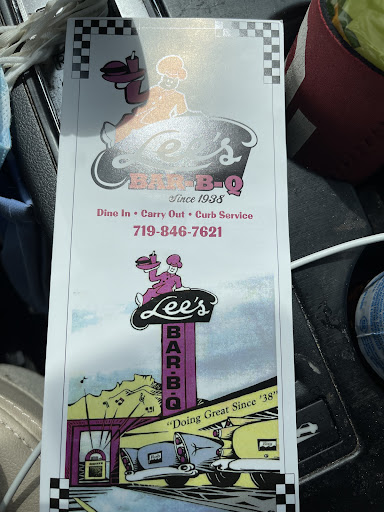 Lee's
BAR-B-Q
Since 1938
Dine In • Carry Out • Curb Service
719-846-7621
Lee's
BAR-B-Q
"Doing Great Since '38"